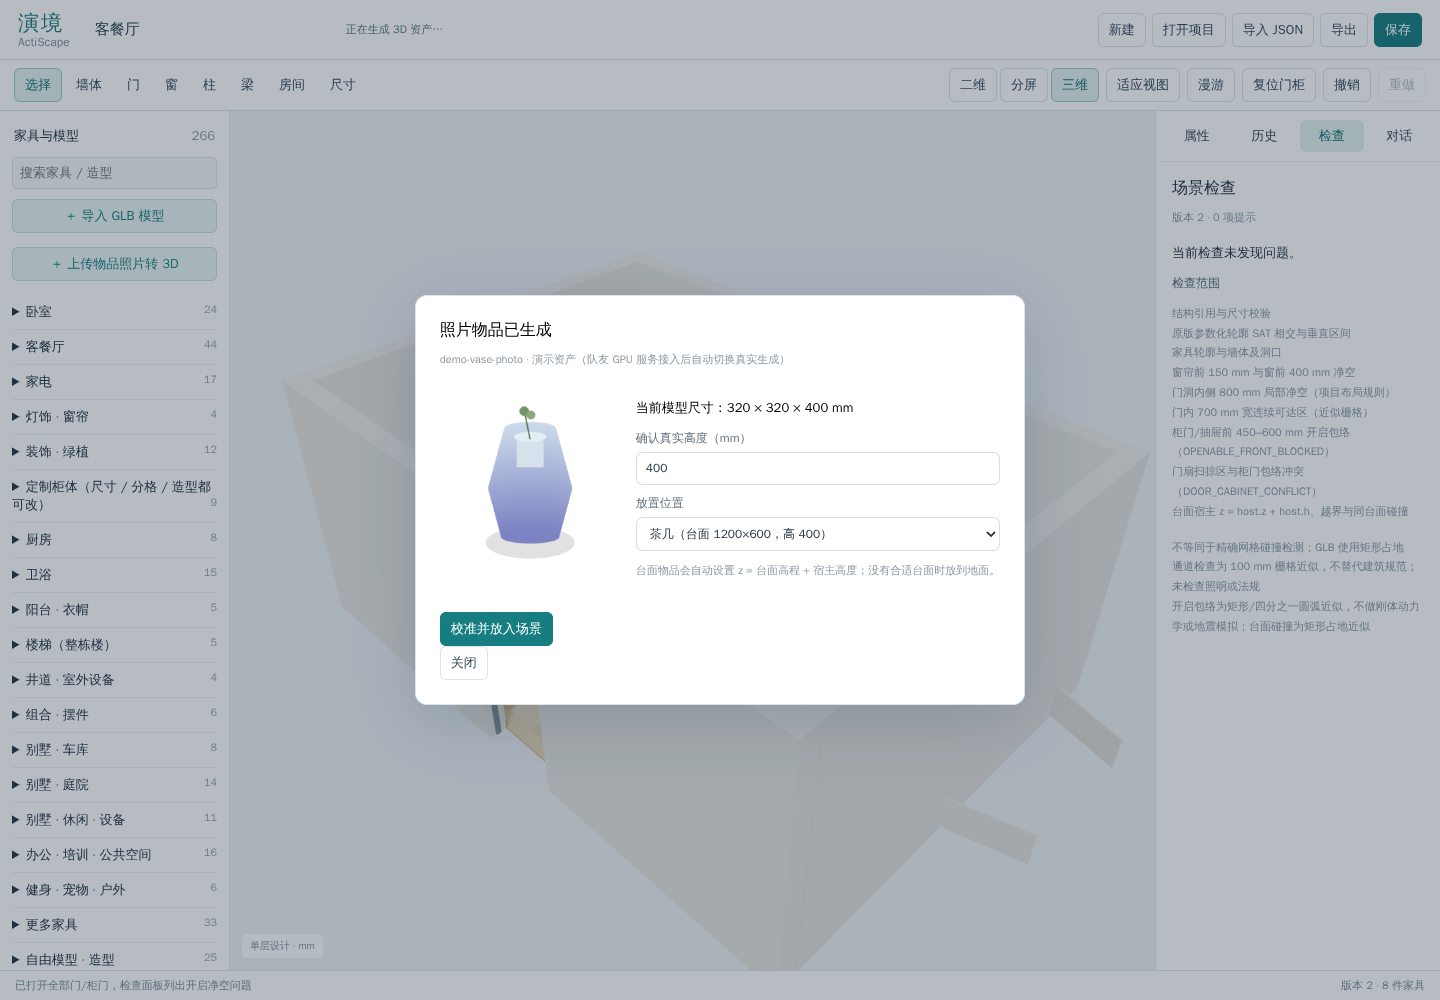 演境
ActiScape
客餐厅
正在生成 3D 资产…
新建
打开项目
导入 JSON
导出
保存
选择
墙体
门
窗
柱
梁
房间
尺寸
二维
分屏
三维
适应视图
漫游
复位门柜
撤销
重做
家具与模型
266
搜索家具 / 造型
+ 导入 GLB 模型
+ 上传物品照片转 3D
▶ 卧室 24
▶ 客餐厅 44
▶ 家电 17
▶ 灯饰 · 窗帘 4
▶ 装饰 · 绿植 12
▶ 定制柜体（尺寸 / 分格 / 造型都
可改） 9
▶ 厨房 8
▶ 卫浴 15
▶ 阳台 · 衣帽 5
▶ 楼梯（整栋楼） 5
▶ 井道 · 室外设备 4
▶ 组合 · 摆件 6
▶ 别墅 · 车库 8
▶ 别墅 · 庭院 14
▶ 别墅 · 休闲 · 设备 11
▶ 办公 · 培训 · 公共空间 16
▶ 健身 · 宠物 · 户外 6
▶ 更多家具 33
▶ 自由模型 · 造型 25
照片物品已生成
demo-vase-photo · 演示资产（队友 GPU 服务接入后自动切换真实生成）
当前模型尺寸：320 × 320 × 400 mm
确认真实高度（mm）
400
放置位置
茶几（台面 1200×600，高 400）
台面物品会自动设置 z = 台面高程 + 宿主高度；没有合适台面时放到地面。
校准并放入场景
关闭
单层设计 · mm
属性
历史
检查
对话
场景检查
版本 2 · 0 项提示
当前检查未发现问题。
检查范围
结构引用与尺寸校验
原版参数化轮廓 SAT 相交与垂直区间
家具轮廓与墙体及洞口
窗帘前 150 mm 与窗前 400 mm 净空
门洞内侧 800 mm 局部净空（项目布局规则）
门内 700 mm 宽连续可达区（近似栅格）
柜门/抽屉前 450–600 mm 开启包络
（OPENABLE_FRONT_BLOCKED）
门扇扫掠区与柜门包络冲突
（DOOR_CABINET_CONFLICT）
台面宿主 z = host.z + host.h、越界与同台面碰撞
不等同于精确网格碰撞检测；GLB 使用矩形占地
通道检查为 100 mm 栅格近似，不替代建筑规范；
未检查照明或法规
开启包络为矩形/四分之一圆弧近似，不做刚体动力
学或地震模拟；台面碰撞为矩形占地近似
已打开全部门/柜门，检查面板列出开启净空问题
版本 2 · 8 件家具